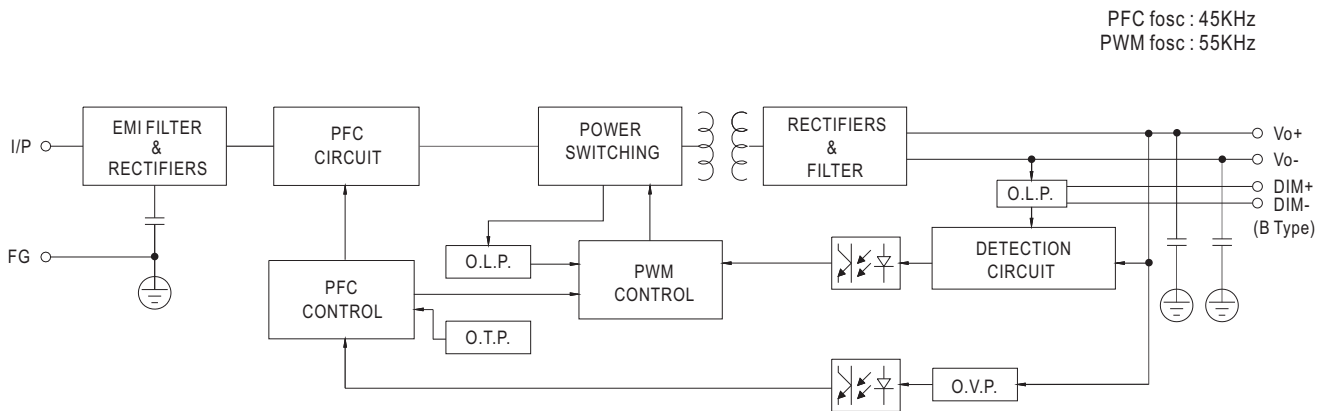 PFC fosc : 45KHz
PWM fosc : 55KHz
I/P
EMI FILTER
&
RECTIFIERS
PFC
CIRCUIT
POWER
SWITCHING
RECTIFIERS
&
FILTER
Vo+
Vo-
DIM+
DIM-
(B Type)
O.L.P.
FG
O.L.P.
PWM
CONTROL
DETECTION
CIRCUIT
PFC
CONTROL
O.T.P.
O.V.P.